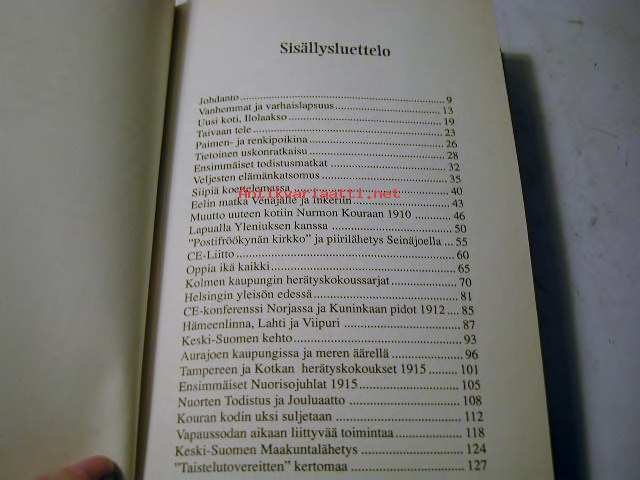 Sisällysluettelo
Johdanto 9
Vanhemmat ja varhaislapsuus 13
Uusi koti, Ilolaakso 19
Taivaan tele 23
Paimen- ja renkipoikina 26
Tietoinen uskonratkaisu 28
Ensimmäiset todistusmatkat 32
Veljesten elämänkatsomus 35
Siipiä koettelemassa 40
Antikvariaatti.net
Eelin matka Venäjälle ja Inkeriin 43
Muutto uuteen kotiin Nurmon Kouraan 1910 46
Lapualla Yleniuksen kanssa 50
"Postifröökynän kirkko" ja piirilähetys Seinäjoella 55
CE-Liitto 60
Oppia ikä kaikki 65
Kolmen kaupungin herätyskokoussarjat 70
Helsingin yleisön edessä 81
CE-konferenssi Norjassa ja Kuninkaan pidot 1912 85
Hämeenlinna, Lahti ja Viipuri 87
Keski-Suomen kehto 93
Aurajoen kaupungissa ja meren äärellä 96
Tampereen ja Kotkan herätyskokoukset 1915 101
Ensimmäiset Nuorisojuhlat 1915 105
Nuorten Todistus ja Jouluaatto 108
Kouran kodin uksi suljetaan 112
Vapaussodan aikaan liittyvää toimintaa 118
Keski-Suomen Maakuntalähetys 124
"Taistelutovereitten" kertomaa 127